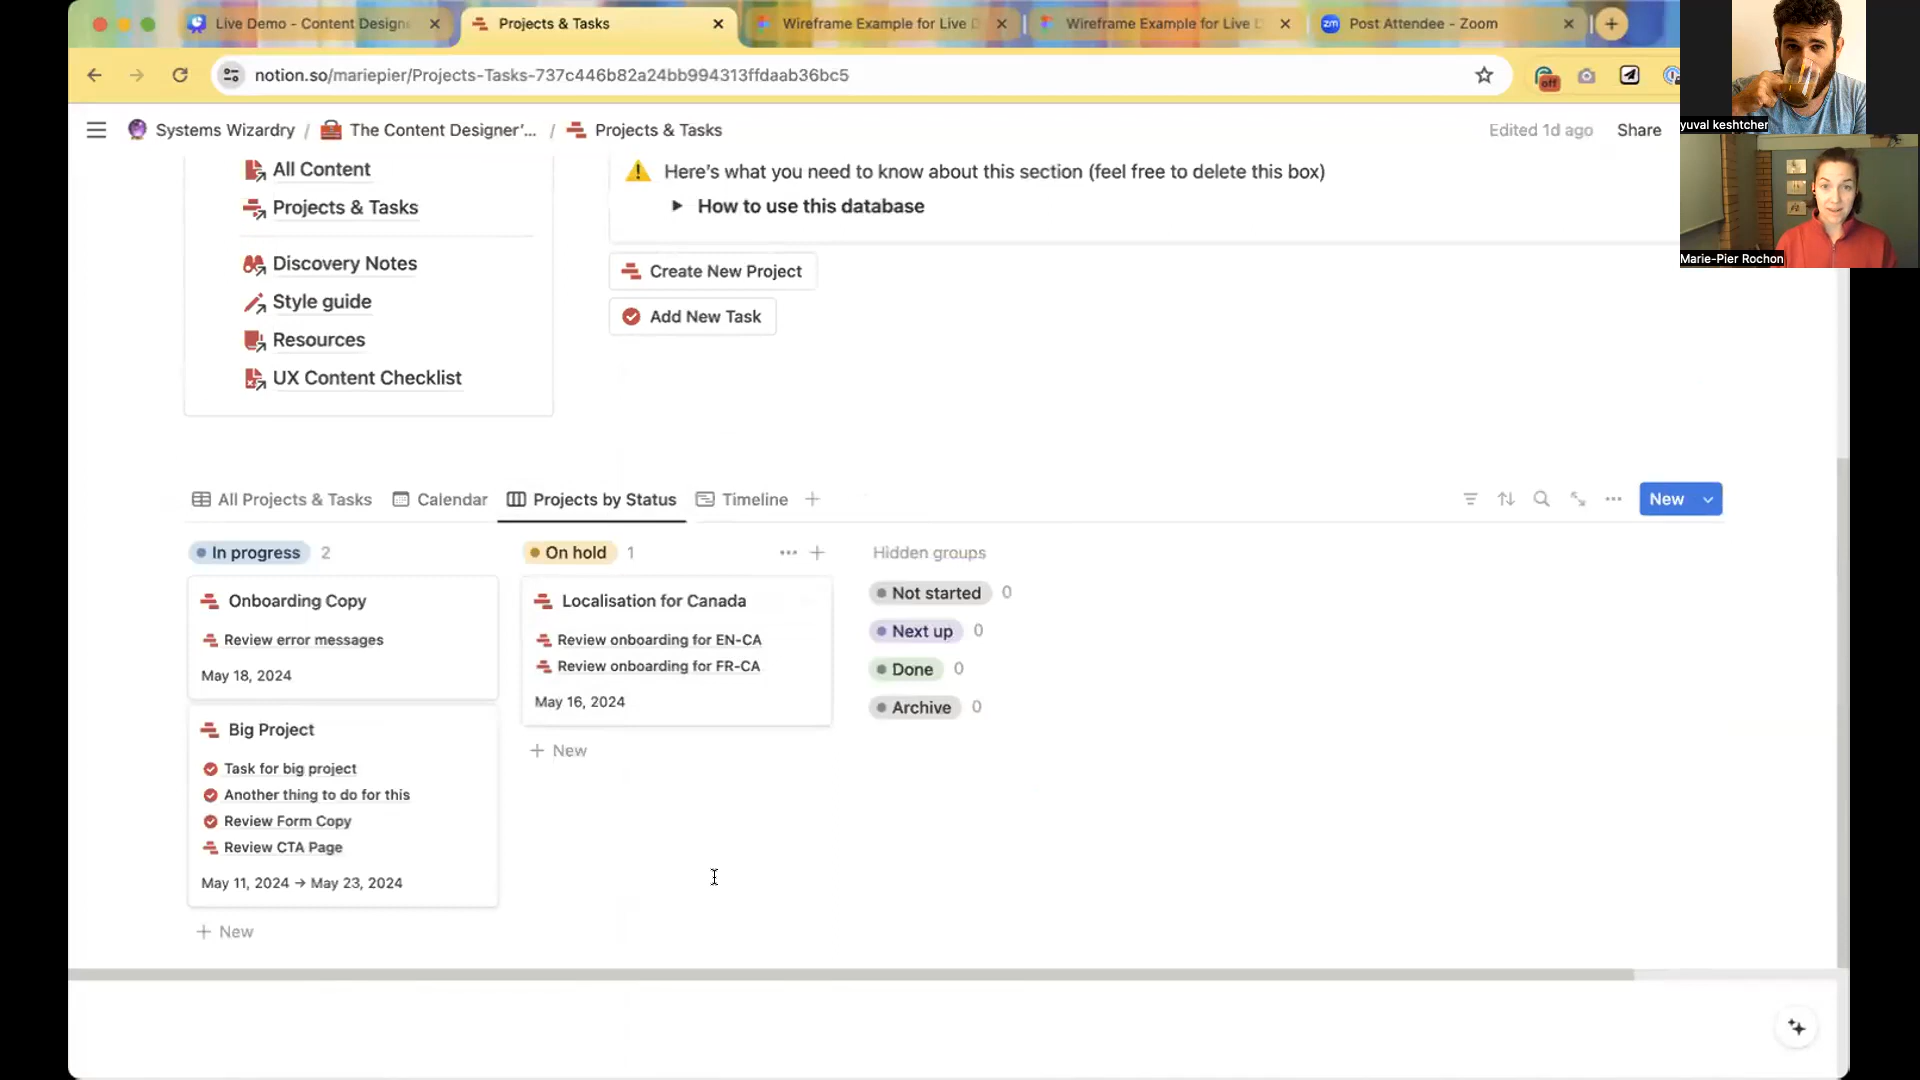 Live Demo - Content Designe
Projects & Tasks
Wireframe Example for Live D
Wireframe Example for Live D
Post Attendee - Zoom
notion.so/mariepier/Projects-Tasks-737c446b82a24bb994313ffdaab36bc5
off
yuval keshtcher
Systems Wizardry / The Content Designer'... / Projects & Tasks
Edited 1d ago
Share
Marie-Pier Rochon
All Content
Projects & Tasks
Discovery Notes
Style guide
Resources
UX Content Checklist
Here's what you need to know about this section (feel free to delete this box)
How to use this database
Create New Project
Add New Task
All Projects & Tasks
Calendar
Projects by Status
Timeline
New
In progress 2
Onboarding Copy
Review error messages
May 18, 2024
Big Project
Task for big project
Another thing to do for this
Review Form Copy
Review CTA Page
May 11, 2024 → May 23, 2024
+ New
On hold 1
Localisation for Canada
Review onboarding for EN-CA
Review onboarding for FR-CA
May 16, 2024
+ New
Hidden groups
Not started 0
Next up 0
Done 0
Archive 0